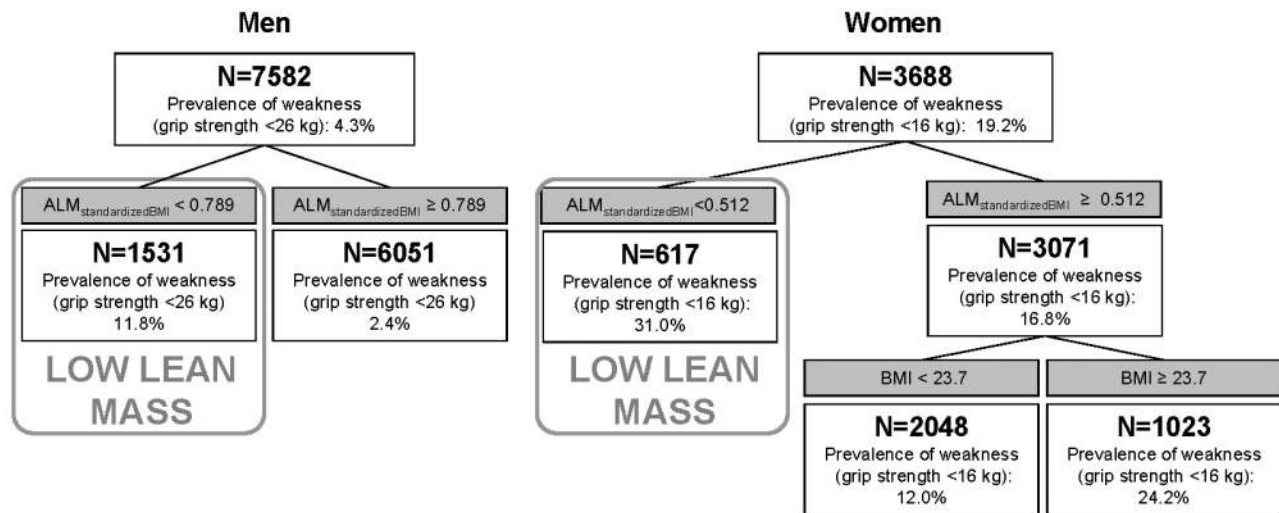 Men
N=7582
Prevalence of weakness
(grip strength <26 kg): 4.3%
ALMstandardizedBMI < 0.789
N=1531
Prevalence of weakness
(grip strength <26 kg)
11.8%
LOW LEAN
MASS
ALMstandardizedBMI ≥ 0.789
N=6051
Prevalence of weakness
(grip strength <26 kg)
2.4%
Women
N=3688
Prevalence of weakness
(grip strength <16 kg): 19.2%
ALMstandardizedBMI<0.512
N=617
Prevalence of weakness
(grip strength <16 kg):
31.0%
LOW LEAN
MASS
ALMstandardizedBMI ≥ 0.512
N=3071
Prevalence of weakness
(grip strength <16 kg):
16.8%
BMI < 23.7
N=2048
Prevalence of weakness
(grip strength <16 kg):
12.0%
BMI ≥ 23.7
N=1023
Prevalence of weakness
(grip strength <16 kg):
24.2%